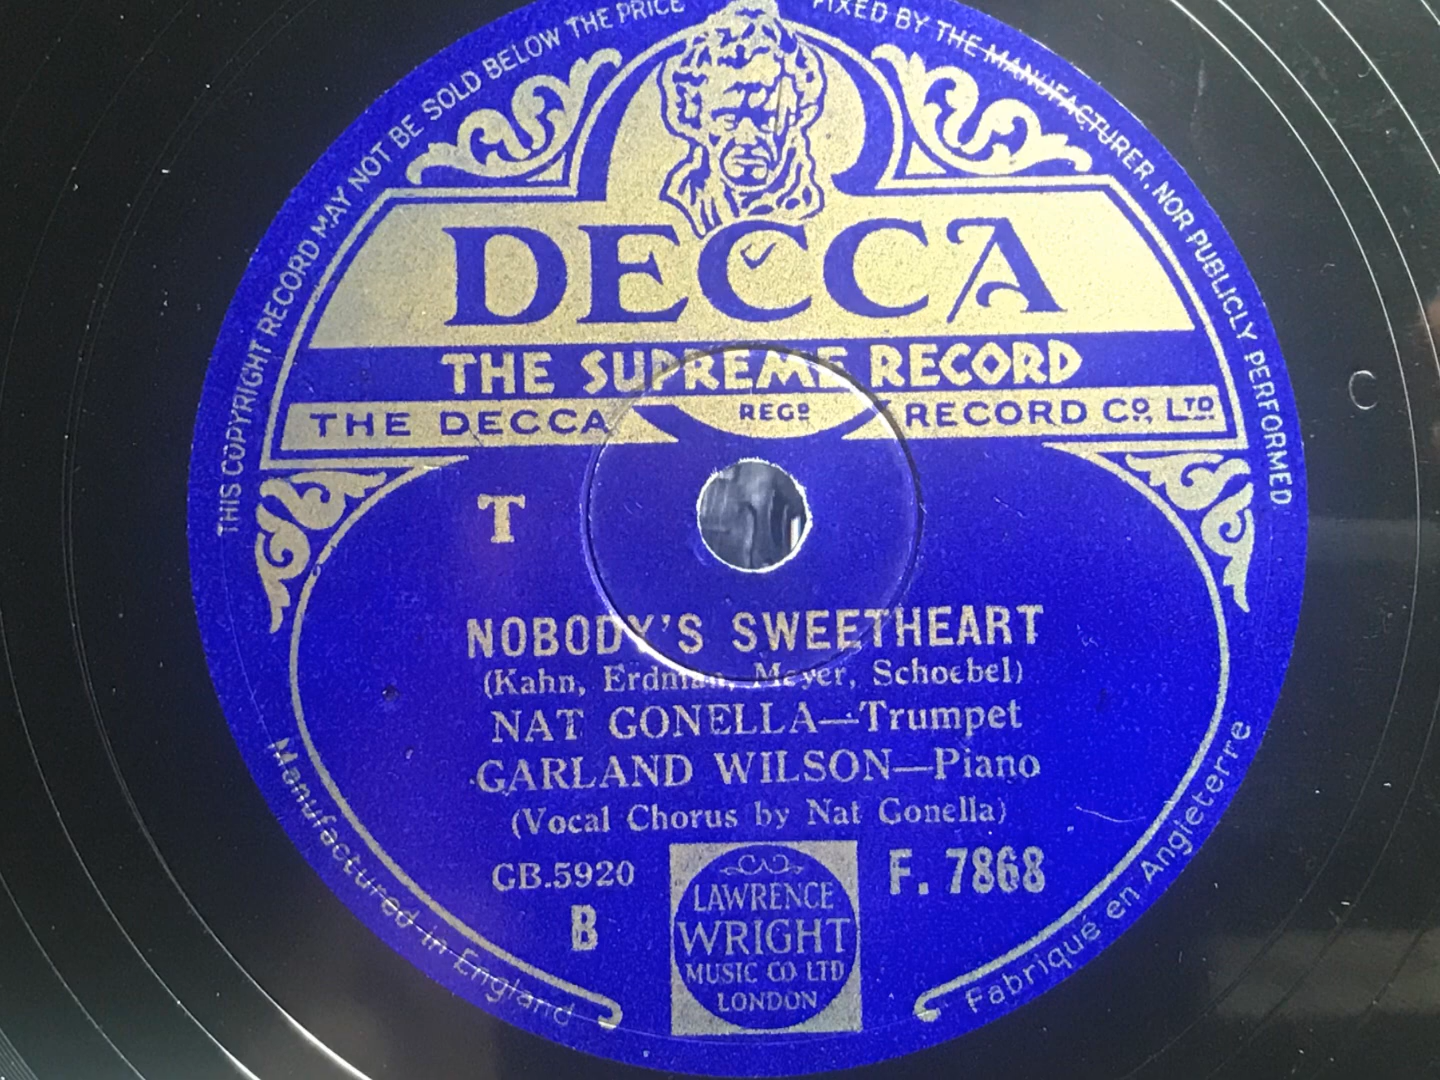 THIS COPYRIGHT RECORD MAY NOT BE SOLD BELOW THE PRICE FIXED BY THE MANUFACTURER, NOR PUBLICLY PERFORMED
DECCA
THE SUPREME RECORD
THE DECCA REGD RECORD CO, LTD
T
NOBODY'S SWEETHEART
(Kahn, Erdman, Meyer, Schoebel)
NAT GONELLA—Trumpet
GARLAND WILSON—Piano
(Vocal Chorus by Nat Gonella)
GB.5920
F. 7868
B
LAWRENCE
WRIGHT
MUSIC CO LTD
LONDON
Manufactured in England
Fabriqué en Angleterre